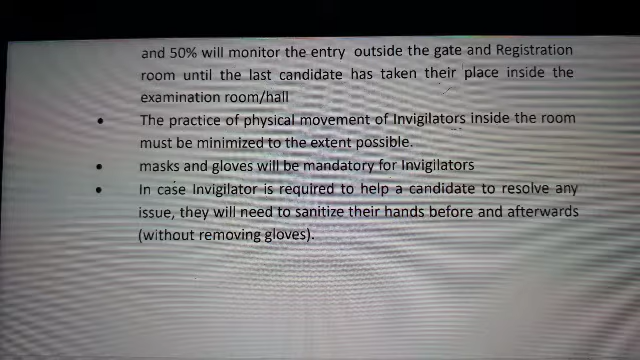 and 50% will monitor the entry outside the gate and Registration
room until the last candidate has taken their place inside the
examination room/hall
• The practice of physical movement of Invigilators inside the room
must be minimized to the extent possible.
• masks and gloves will be mandatory for Invigilators
• In case Invigilator is required to help a candidate to resolve any
issue, they will need to sanitize their hands before and afterwards
(without removing gloves).